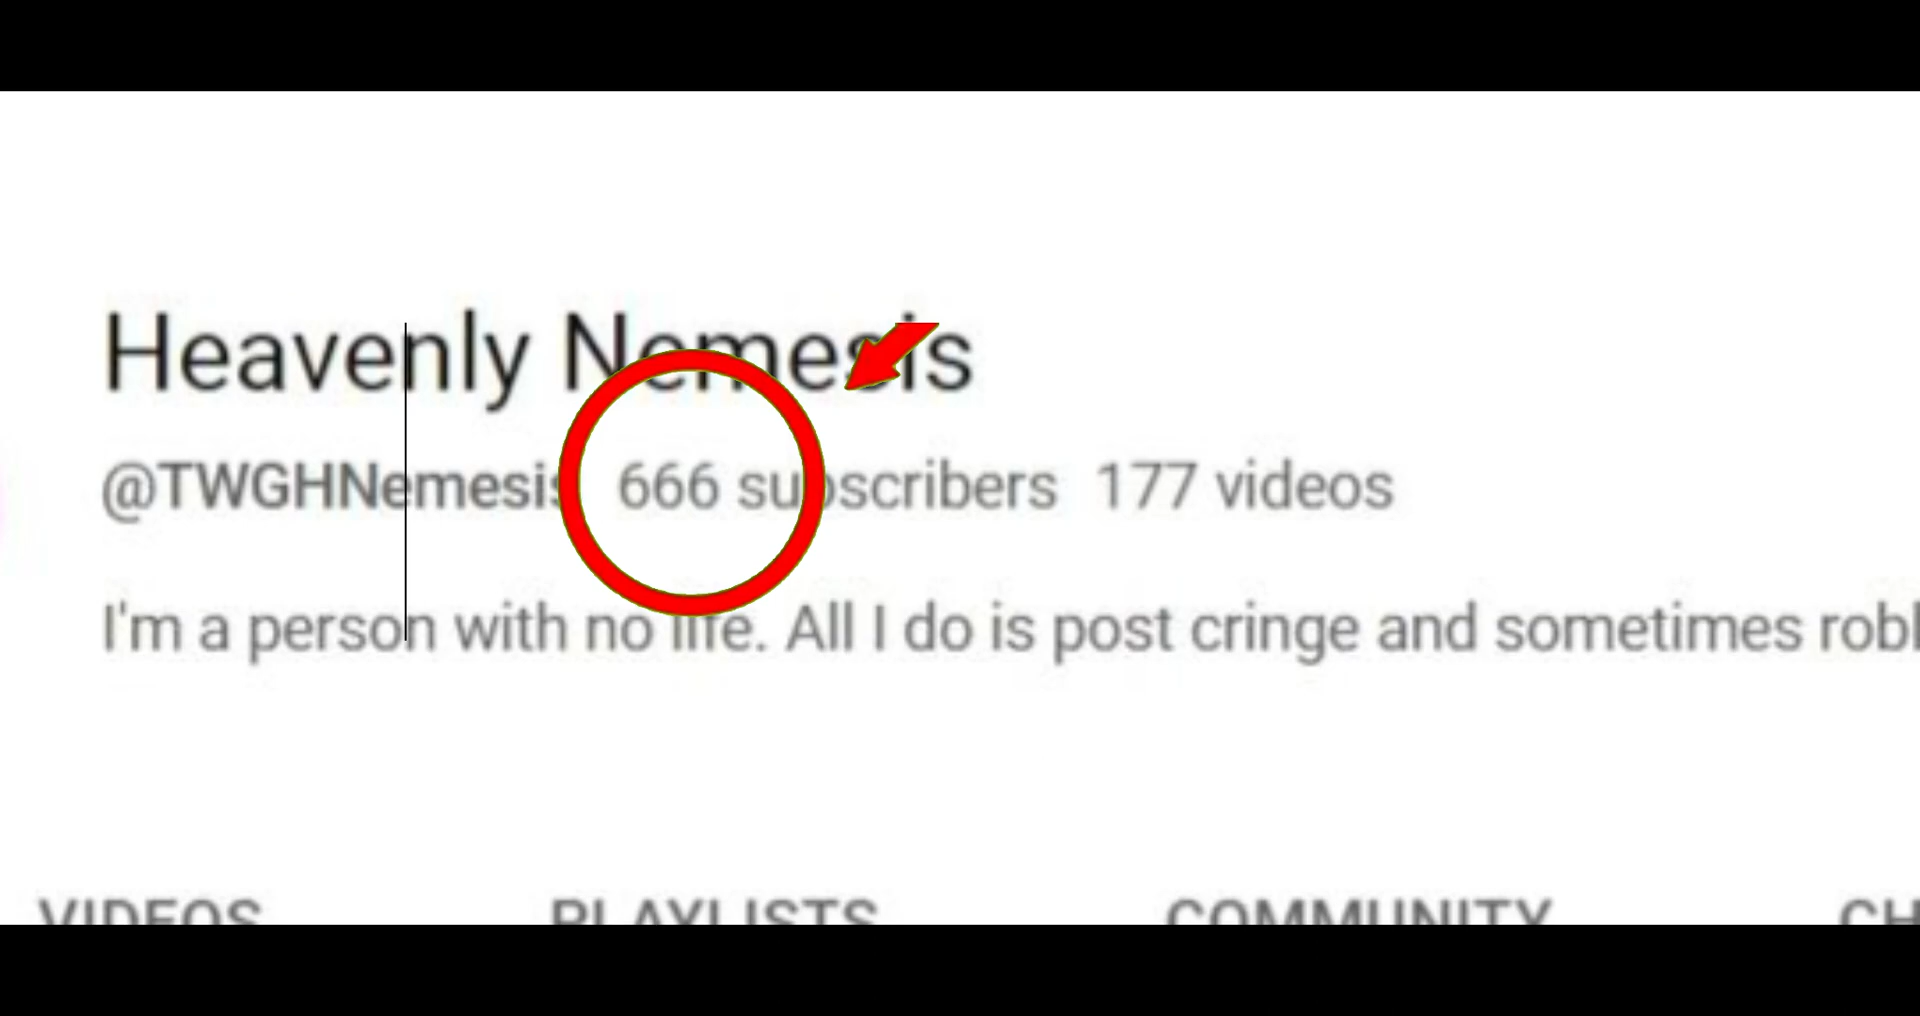 Heavenly Nemesis
@TWGHNemesis 666 subscribers 177 videos
I'm a person with no life. All I do is post cringe and sometimes robl
VIDEOS PLAYLISTS COMMUNITY CH